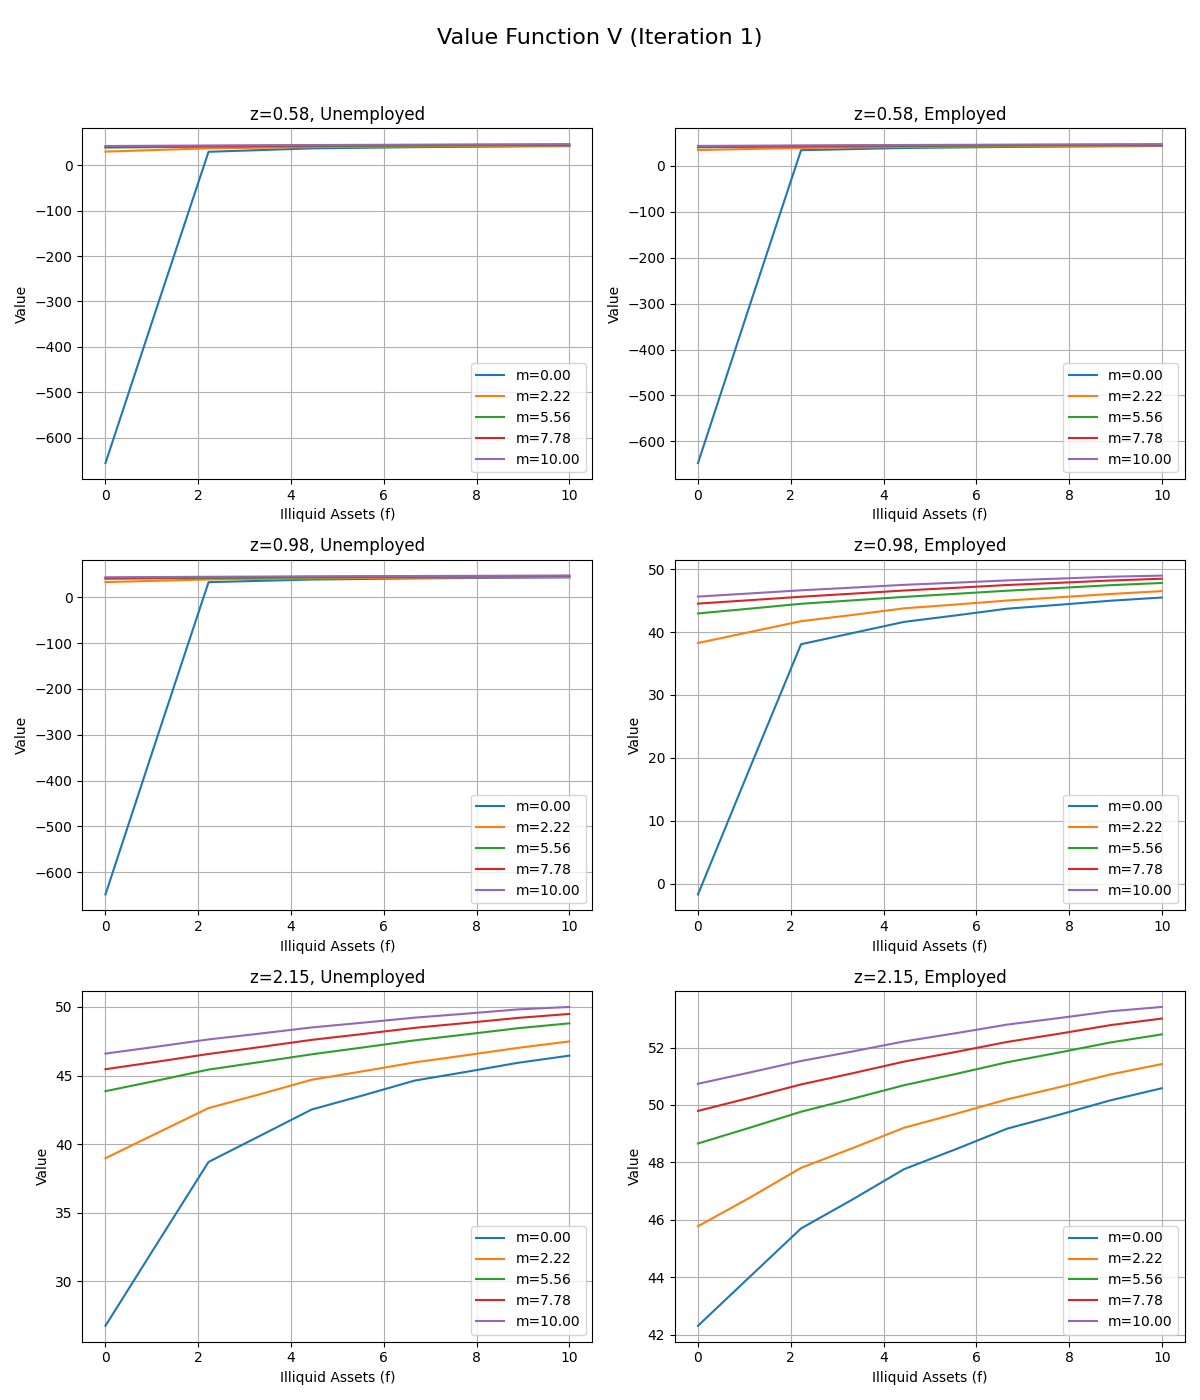 Value Function V (Iteration 1)
z=0.58, Unemployed
0
−100
−200
−300
−400
−500
−600
Value
0 2 4 6 8 10
Illiquid Assets (f)
m=0.00
m=2.22
m=5.56
m=7.78
m=10.00
z=0.58, Employed
0
−100
−200
−300
−400
−500
−600
Value
0 2 4 6 8 10
Illiquid Assets (f)
m=0.00
m=2.22
m=5.56
m=7.78
m=10.00
z=0.98, Unemployed
0
−100
−200
−300
−400
−500
−600
Value
0 2 4 6 8 10
Illiquid Assets (f)
m=0.00
m=2.22
m=5.56
m=7.78
m=10.00
z=0.98, Employed
50
40
30
20
10
0
Value
0 2 4 6 8 10
Illiquid Assets (f)
m=0.00
m=2.22
m=5.56
m=7.78
m=10.00
z=2.15, Unemployed
50
45
40
35
30
Value
0 2 4 6 8 10
Illiquid Assets (f)
m=0.00
m=2.22
m=5.56
m=7.78
m=10.00
z=2.15, Employed
52
50
48
46
44
42
Value
0 2 4 6 8 10
Illiquid Assets (f)
m=0.00
m=2.22
m=5.56
m=7.78
m=10.00